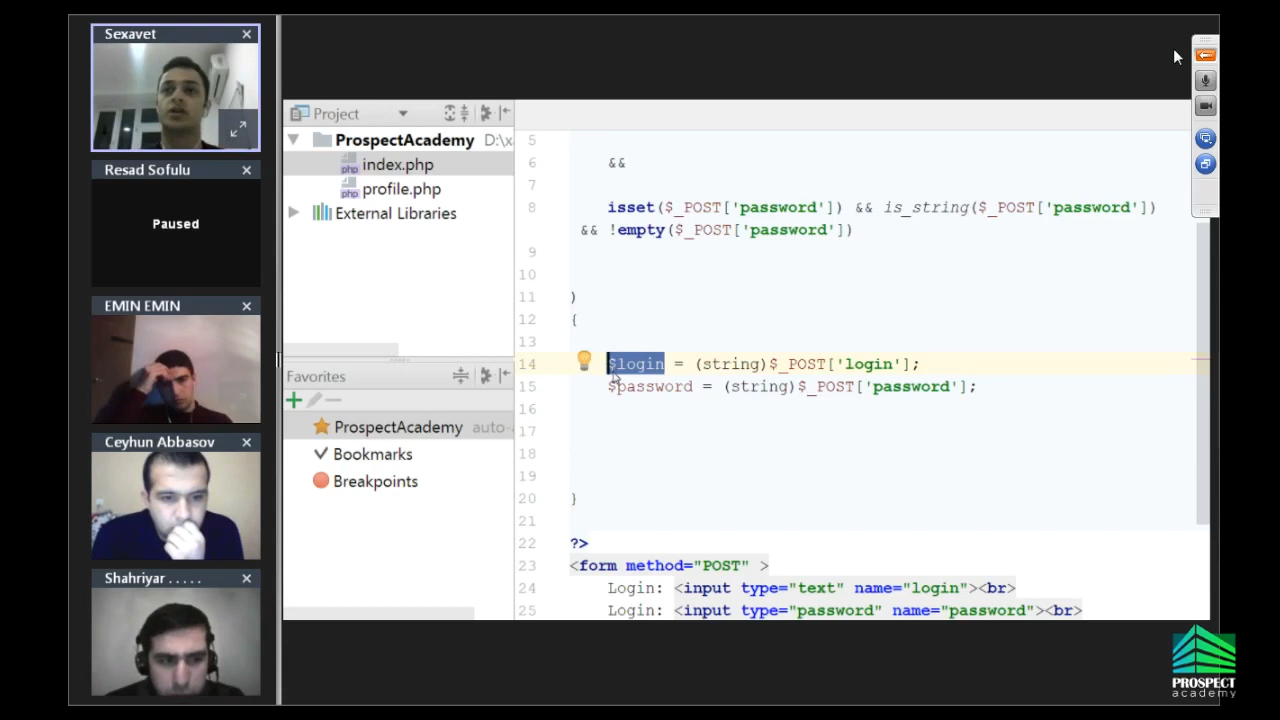 Sexavet
Resad Sofulu
Paused
EMIN EMIN
Ceyhun Abbasov
Shahriyar . . . . .
Project
ProspectAcademy D:\x
index.php
profile.php
External Libraries
Favorites
ProspectAcademy auto-
Bookmarks
Breakpoints
5
6 &&
7
8 isset($_POST['password']) && is_string($_POST['password'])
&& !empty($_POST['password'])
9
10
11 )
12 {
13
14 $login = (string)$_POST['login'];
15 $password = (string)$_POST['password'];
16
17
18
19
20 }
21
22 ?>
23 <form method="POST" >
24 Login: <input type="text" name="login"><br>
25 Login: <input type="password" name="password"><br>
PROSPECT
academy